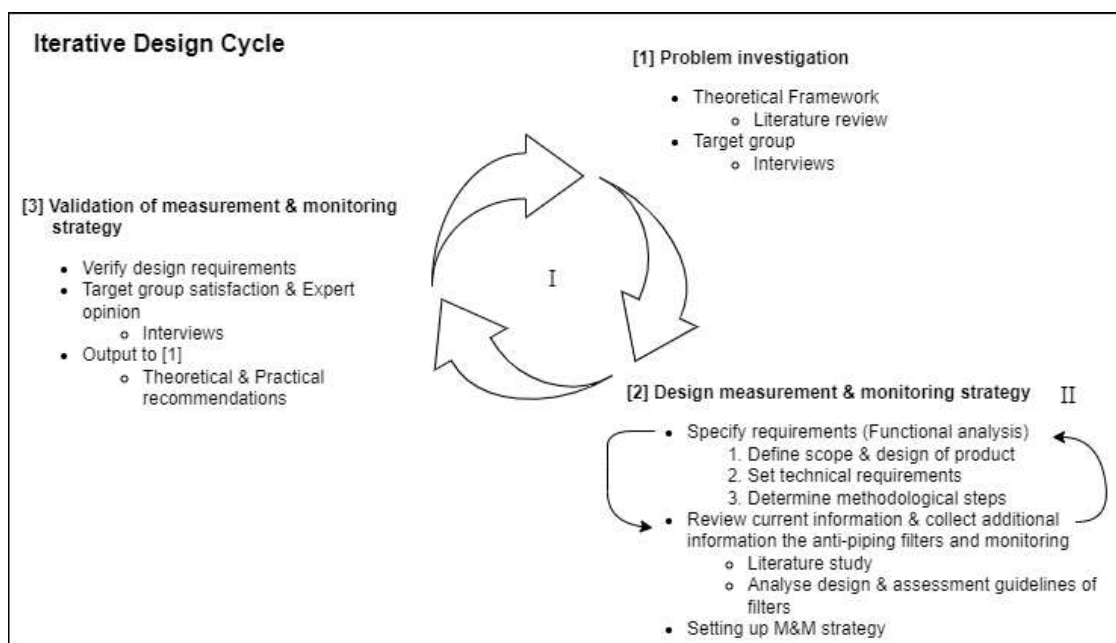 Iterative Design Cycle
[1] Problem investigation
• Theoretical Framework
○ Literature review
• Target group
○ Interviews
[3] Validation of measurement & monitoring
strategy
• Verify design requirements
• Target group satisfaction & Expert
opinion
○ Interviews
• Output to [1]
○ Theoretical & Practical
recommendations
I
[2] Design measurement & monitoring strategy II
• Specify requirements (Functional analysis)
1. Define scope & design of product
2. Set technical requirements
3. Determine methodological steps
• Review current information & collect additional
information the anti-piping filters and monitoring
○ Literature study
○ Analyse design & assessment guidelines of
filters
• Setting up M&M strategy